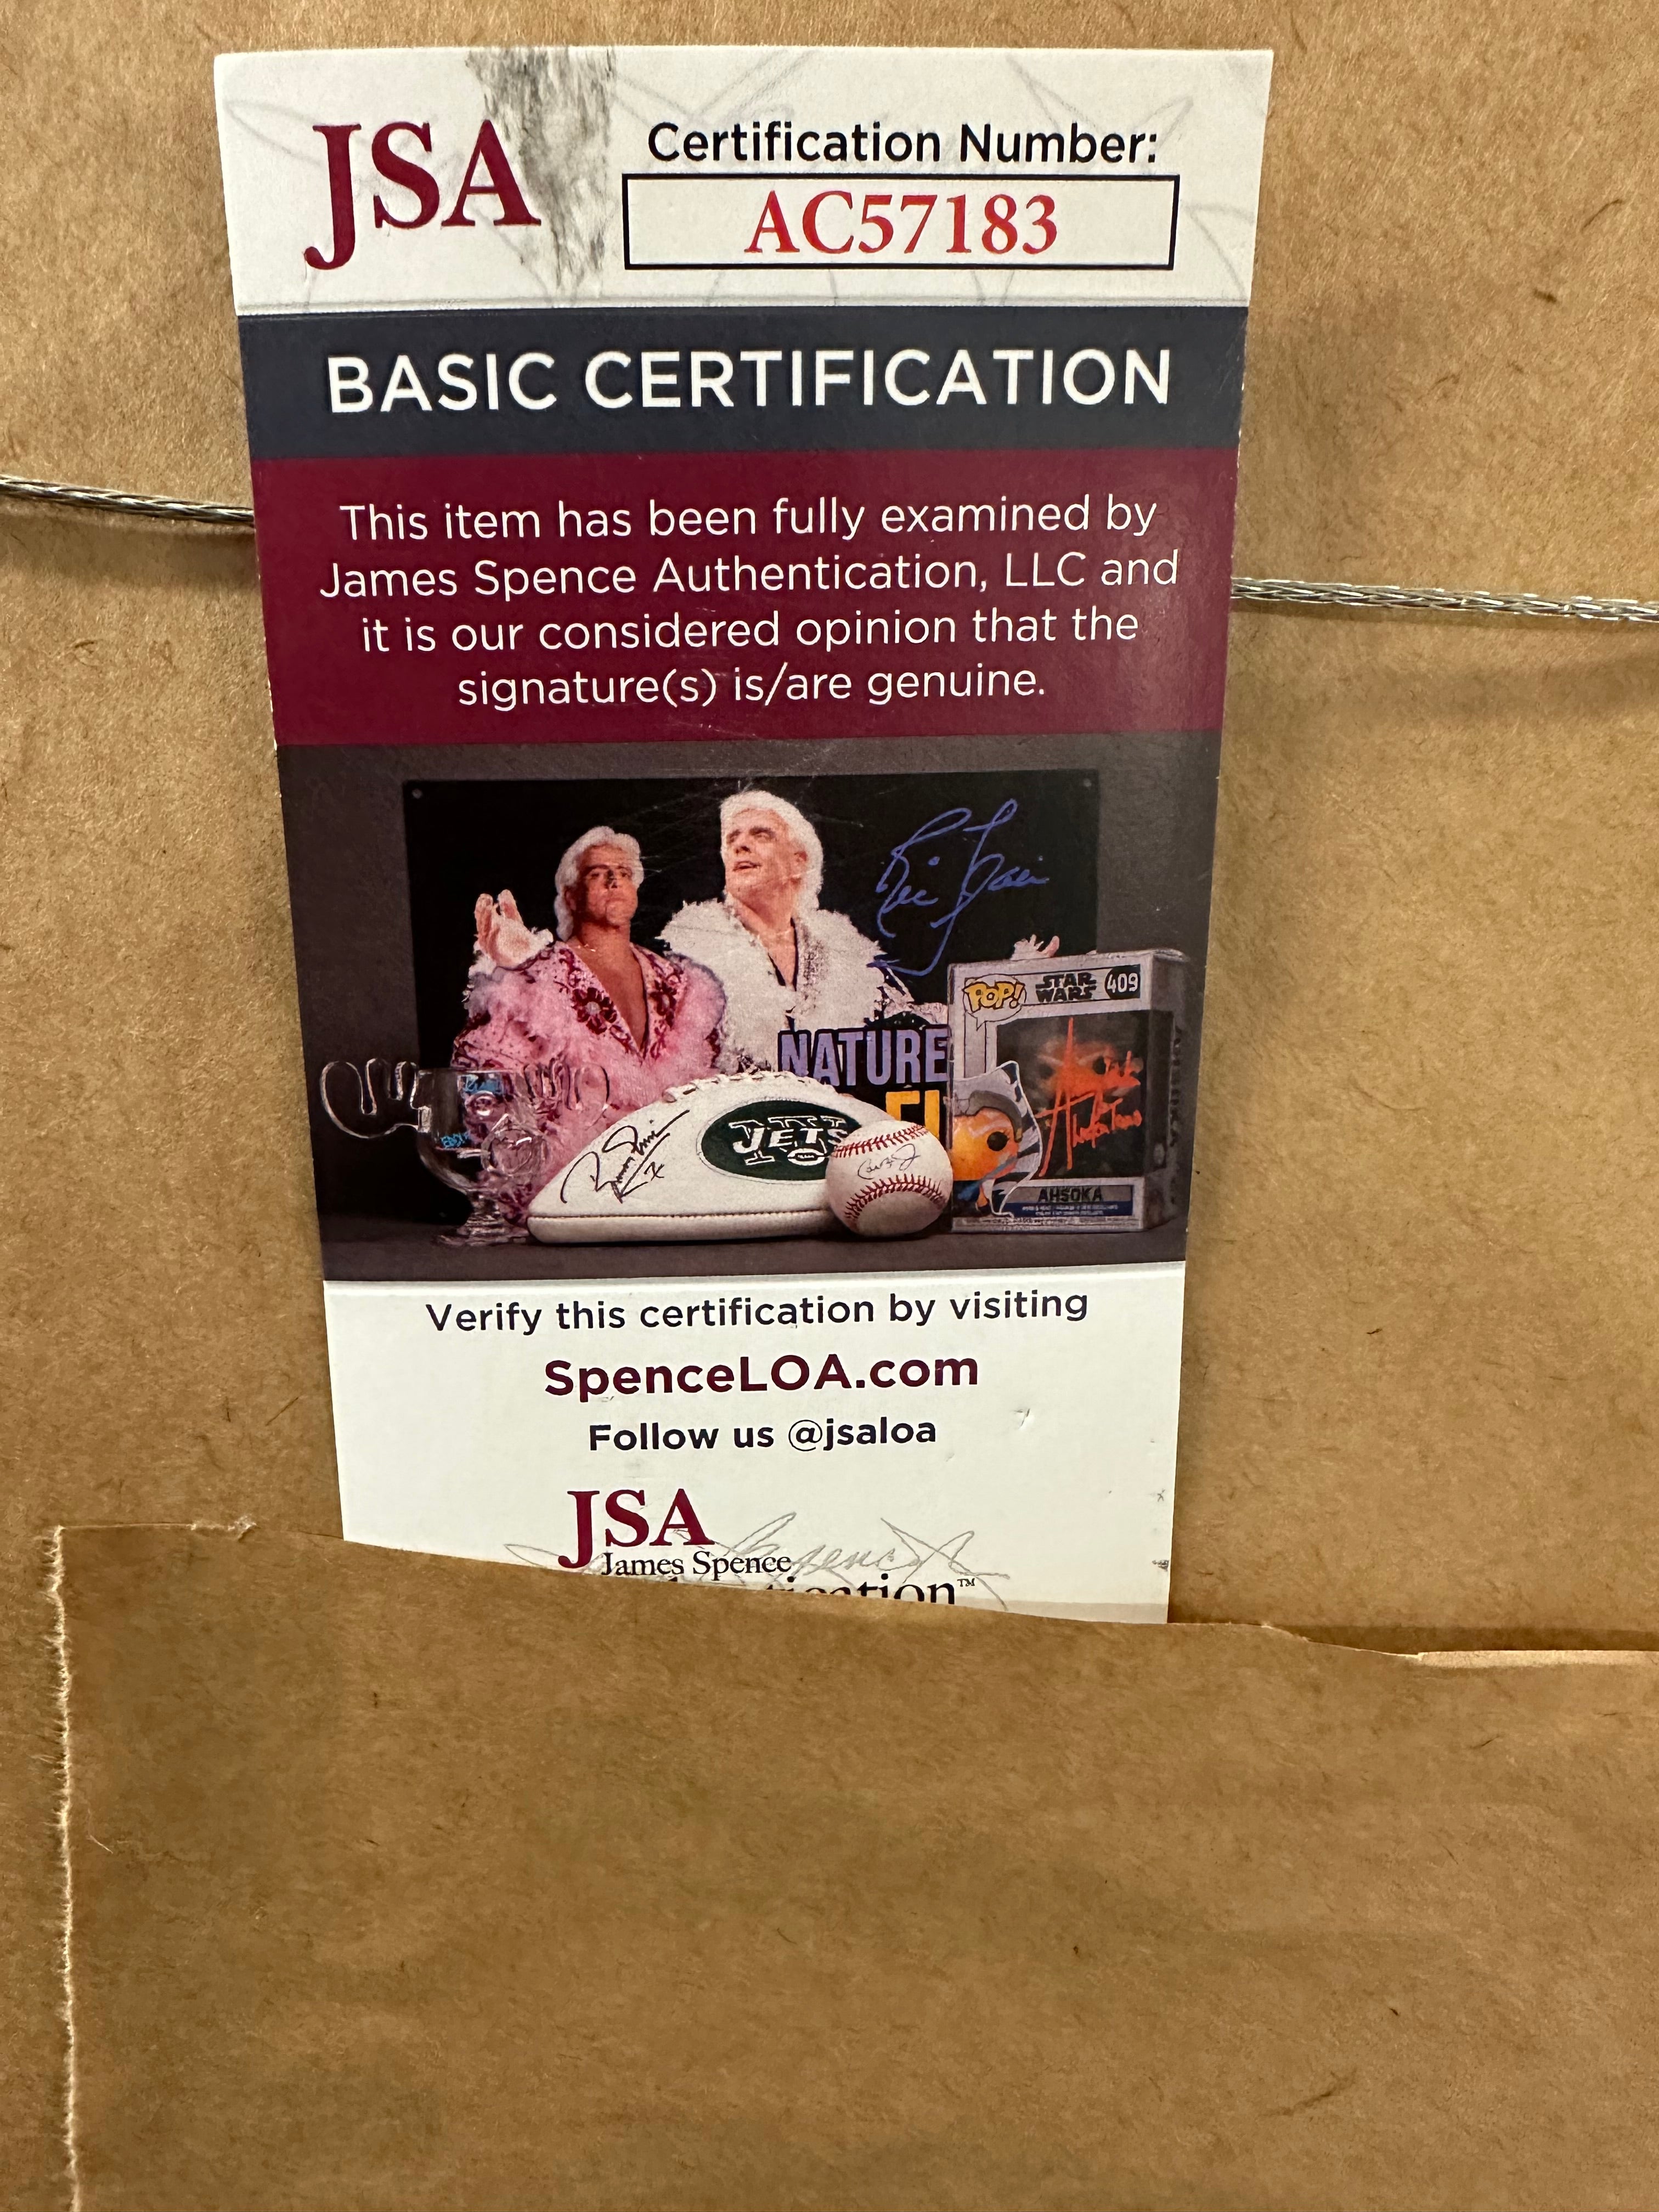 JSA
Certification Number:
AC57183
BASIC CERTIFICATION
This item has been fully examined by
James Spence Authentication, LLC and
it is our considered opinion that the
signature(s) is/are genuine.
Ric Flair
NATURE
POP!
STAR
WARS
409
JETS
AHSOKA
Verify this certification by visiting
SpenceLOA.com
Follow us @jsaloa
JSA
James Spence